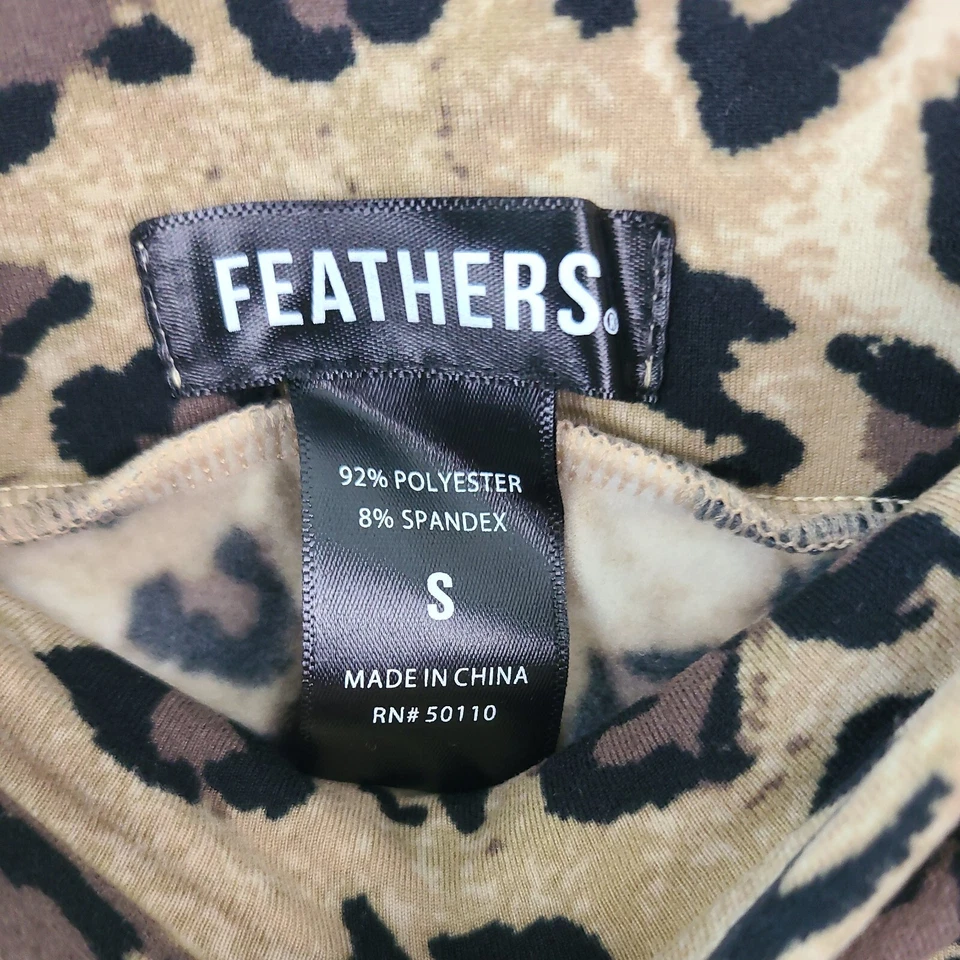 FEATHERS®
92% POLYESTER
8% SPANDEX
S
MADE IN CHINA
RN# 50110